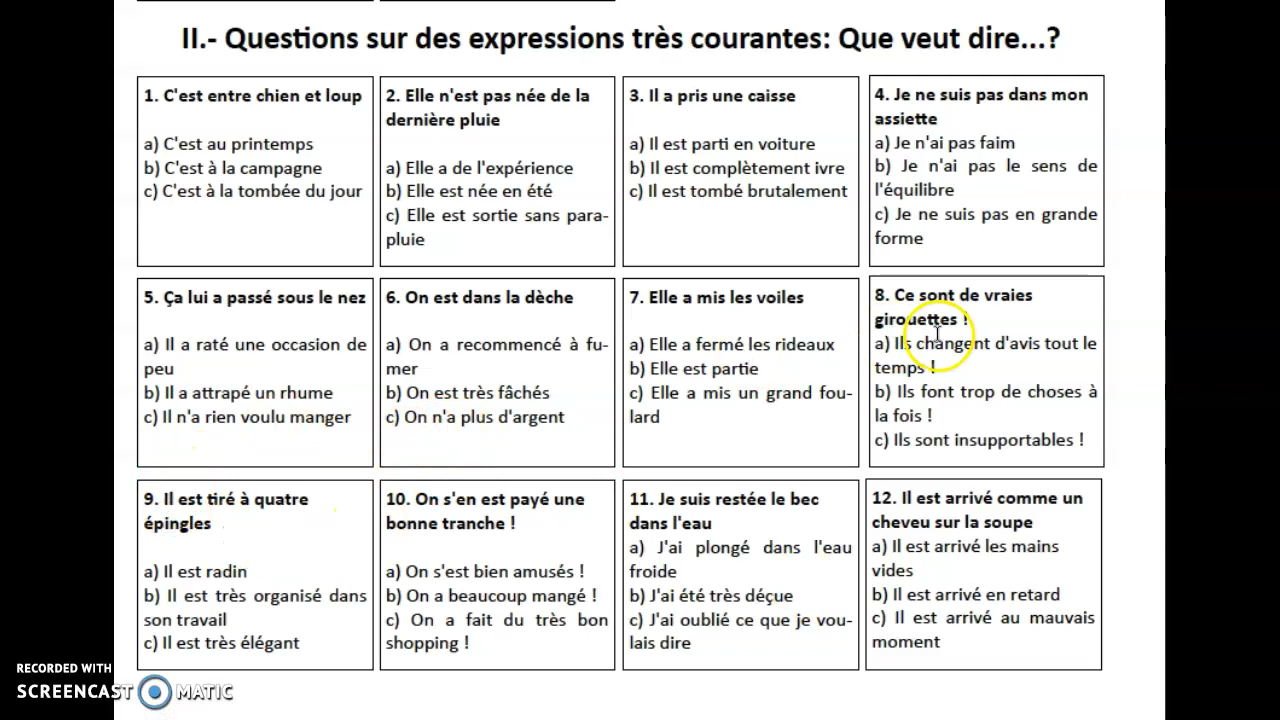 II.- Questions sur des expressions très courantes: Que veut dire...?
1. C'est entre chien et loup
a) C'est au printemps
b) C'est à la campagne
c) C'est à la tombée du jour
2. Elle n'est pas née de la
dernière pluie
a) Elle a de l'expérience
b) Elle est née en été
c) Elle est sortie sans para-
pluie
3. Il a pris une caisse
a) Il est parti en voiture
b) Il est complètement ivre
c) Il est tombé brutalement
4. Je ne suis pas dans mon
assiette
a) Je n'ai pas faim
b) Je n'ai pas le sens de
l'équilibre
c) Je ne suis pas en grande
forme
5. Ça lui a passé sous le nez
a) Il a raté une occasion de
peu
b) Il a attrapé un rhume
c) Il n'a rien voulu manger
6. On est dans la dèche
a) On a recommencé à fu-
mer
b) On est très fâchés
c) On n'a plus d'argent
7. Elle a mis les voiles
a) Elle a fermé les rideaux
b) Elle est partie
c) Elle a mis un grand fou-
lard
8. Ce sont de vraies
girouettes !
a) Ils changent d'avis tout le
temps !
b) Ils font trop de choses à
la fois !
c) Ils sont insupportables !
9. Il est tiré à quatre
épingles
a) Il est radin
b) Il est très organisé dans
son travail
c) Il est très élégant
10. On s'en est payé une
bonne tranche !
a) On s'est bien amusés !
b) On a beaucoup mangé !
c) On a fait du très bon
shopping !
11. Je suis restée le bec
dans l'eau
a) J'ai plongé dans l'eau
froide
b) J'ai été très déçue
c) J'ai oublié ce que je vou-
lais dire
12. Il est arrivé comme un
cheveu sur la soupe
a) Il est arrivé les mains
vides
b) Il est arrivé en retard
c) Il est arrivé au mauvais
moment
RECORDED WITH
SCREENCAST MATIC